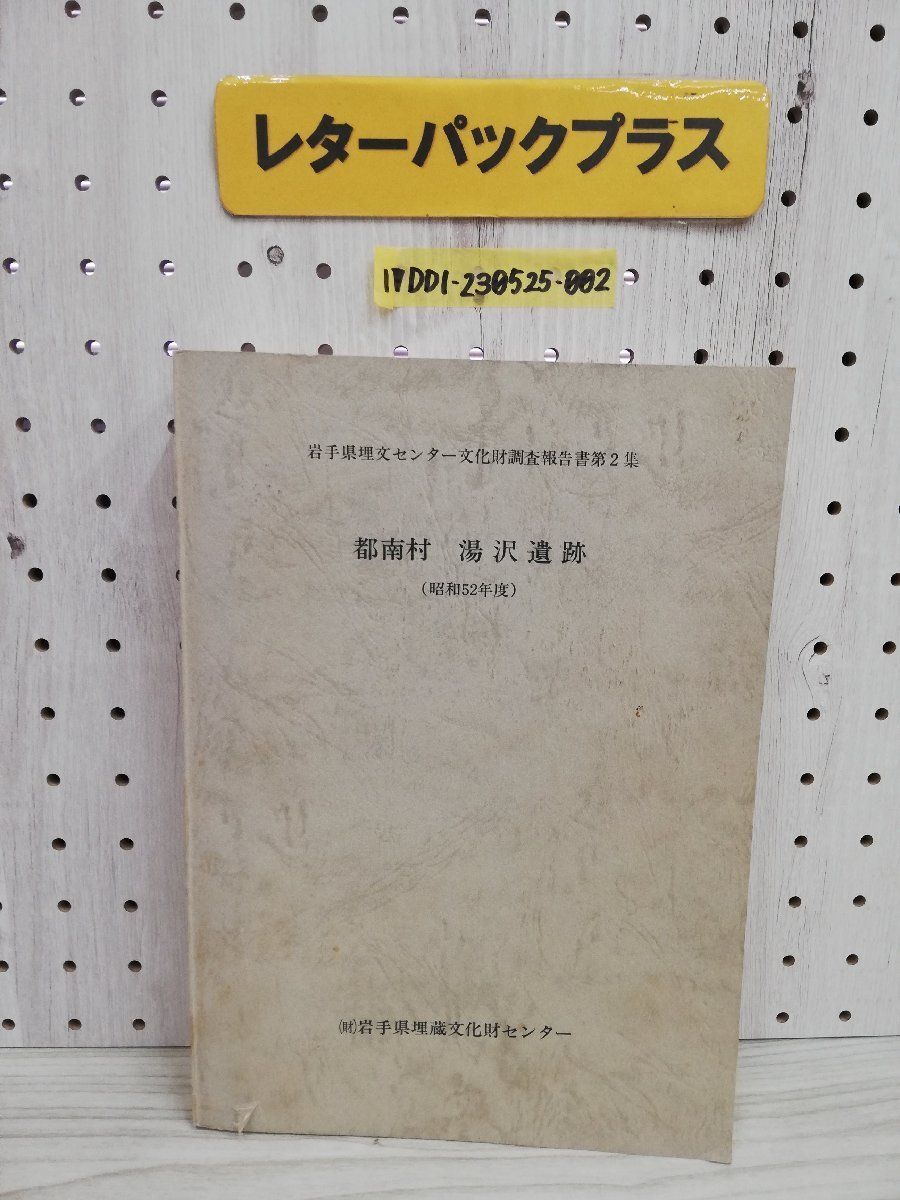 レターパックプラス
1▼DD1-230525-002
岩手県埋文センター文化財調査報告書第2集
都南村 湯沢遺跡
(昭和52年度)
㈶岩手県埋蔵文化財センター